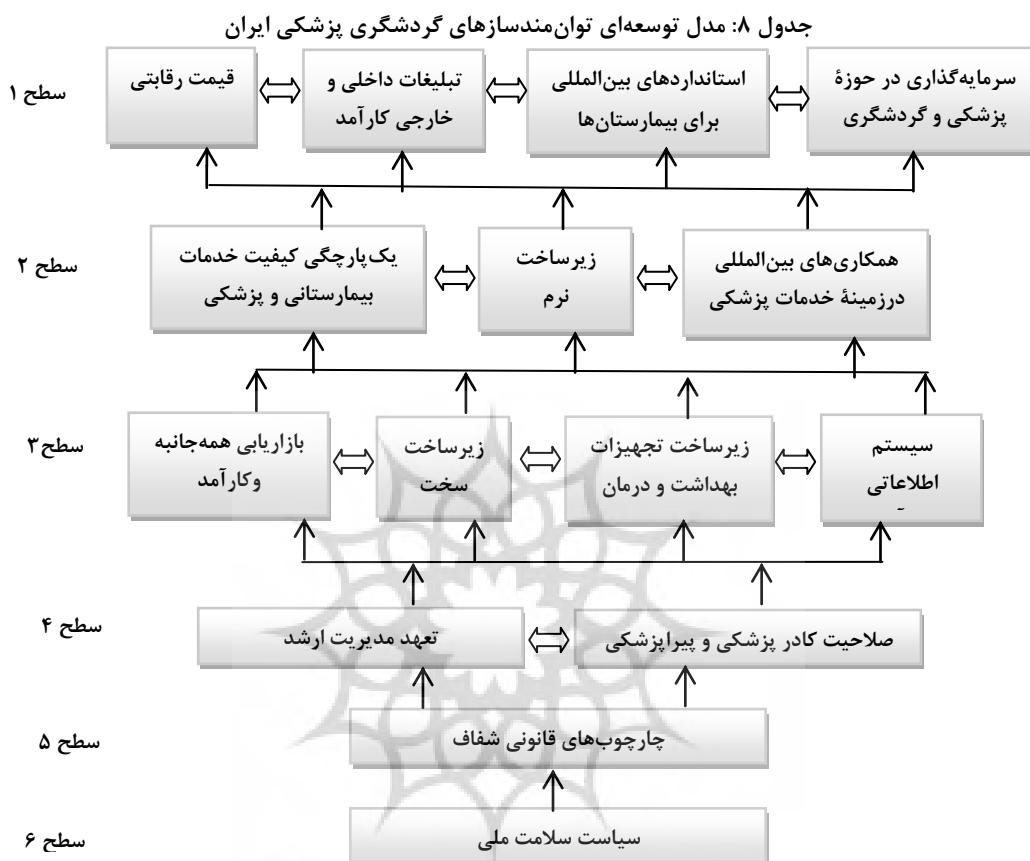 جدول ۸: مدل توسعه‌ای توان‌مندسازهای گردشگری پزشکی ایران
سطح ۱
سرمایه‌گذاری در حوزهٔ
پزشکی و گردشگری
استانداردهای بین‌المللی
برای بیمارستان‌ها
تبلیغات داخلی و
خارجی کارآمد
قیمت رقابتی
سطح ۲
همکاری‌های بین‌المللی
درزمینهٔ خدمات پزشکی
زیرساخت
نرم
یک‌پارچگی کیفیت خدمات
بیمارستانی و پزشکی
سطح۳
سیستم
اطلاعاتی
زیرساخت تجهیزات
بهداشت و درمان
زیرساخت
سخت
بازاریابی همه‌جانبه
وکارآمد
سطح ۴
صلاحیت کادر پزشکی و پیراپزشکی
تعهد مدیریت ارشد
سطح ۵
چارچوب‌های قانونی شفاف
سطح ۶
سیاست سلامت ملی